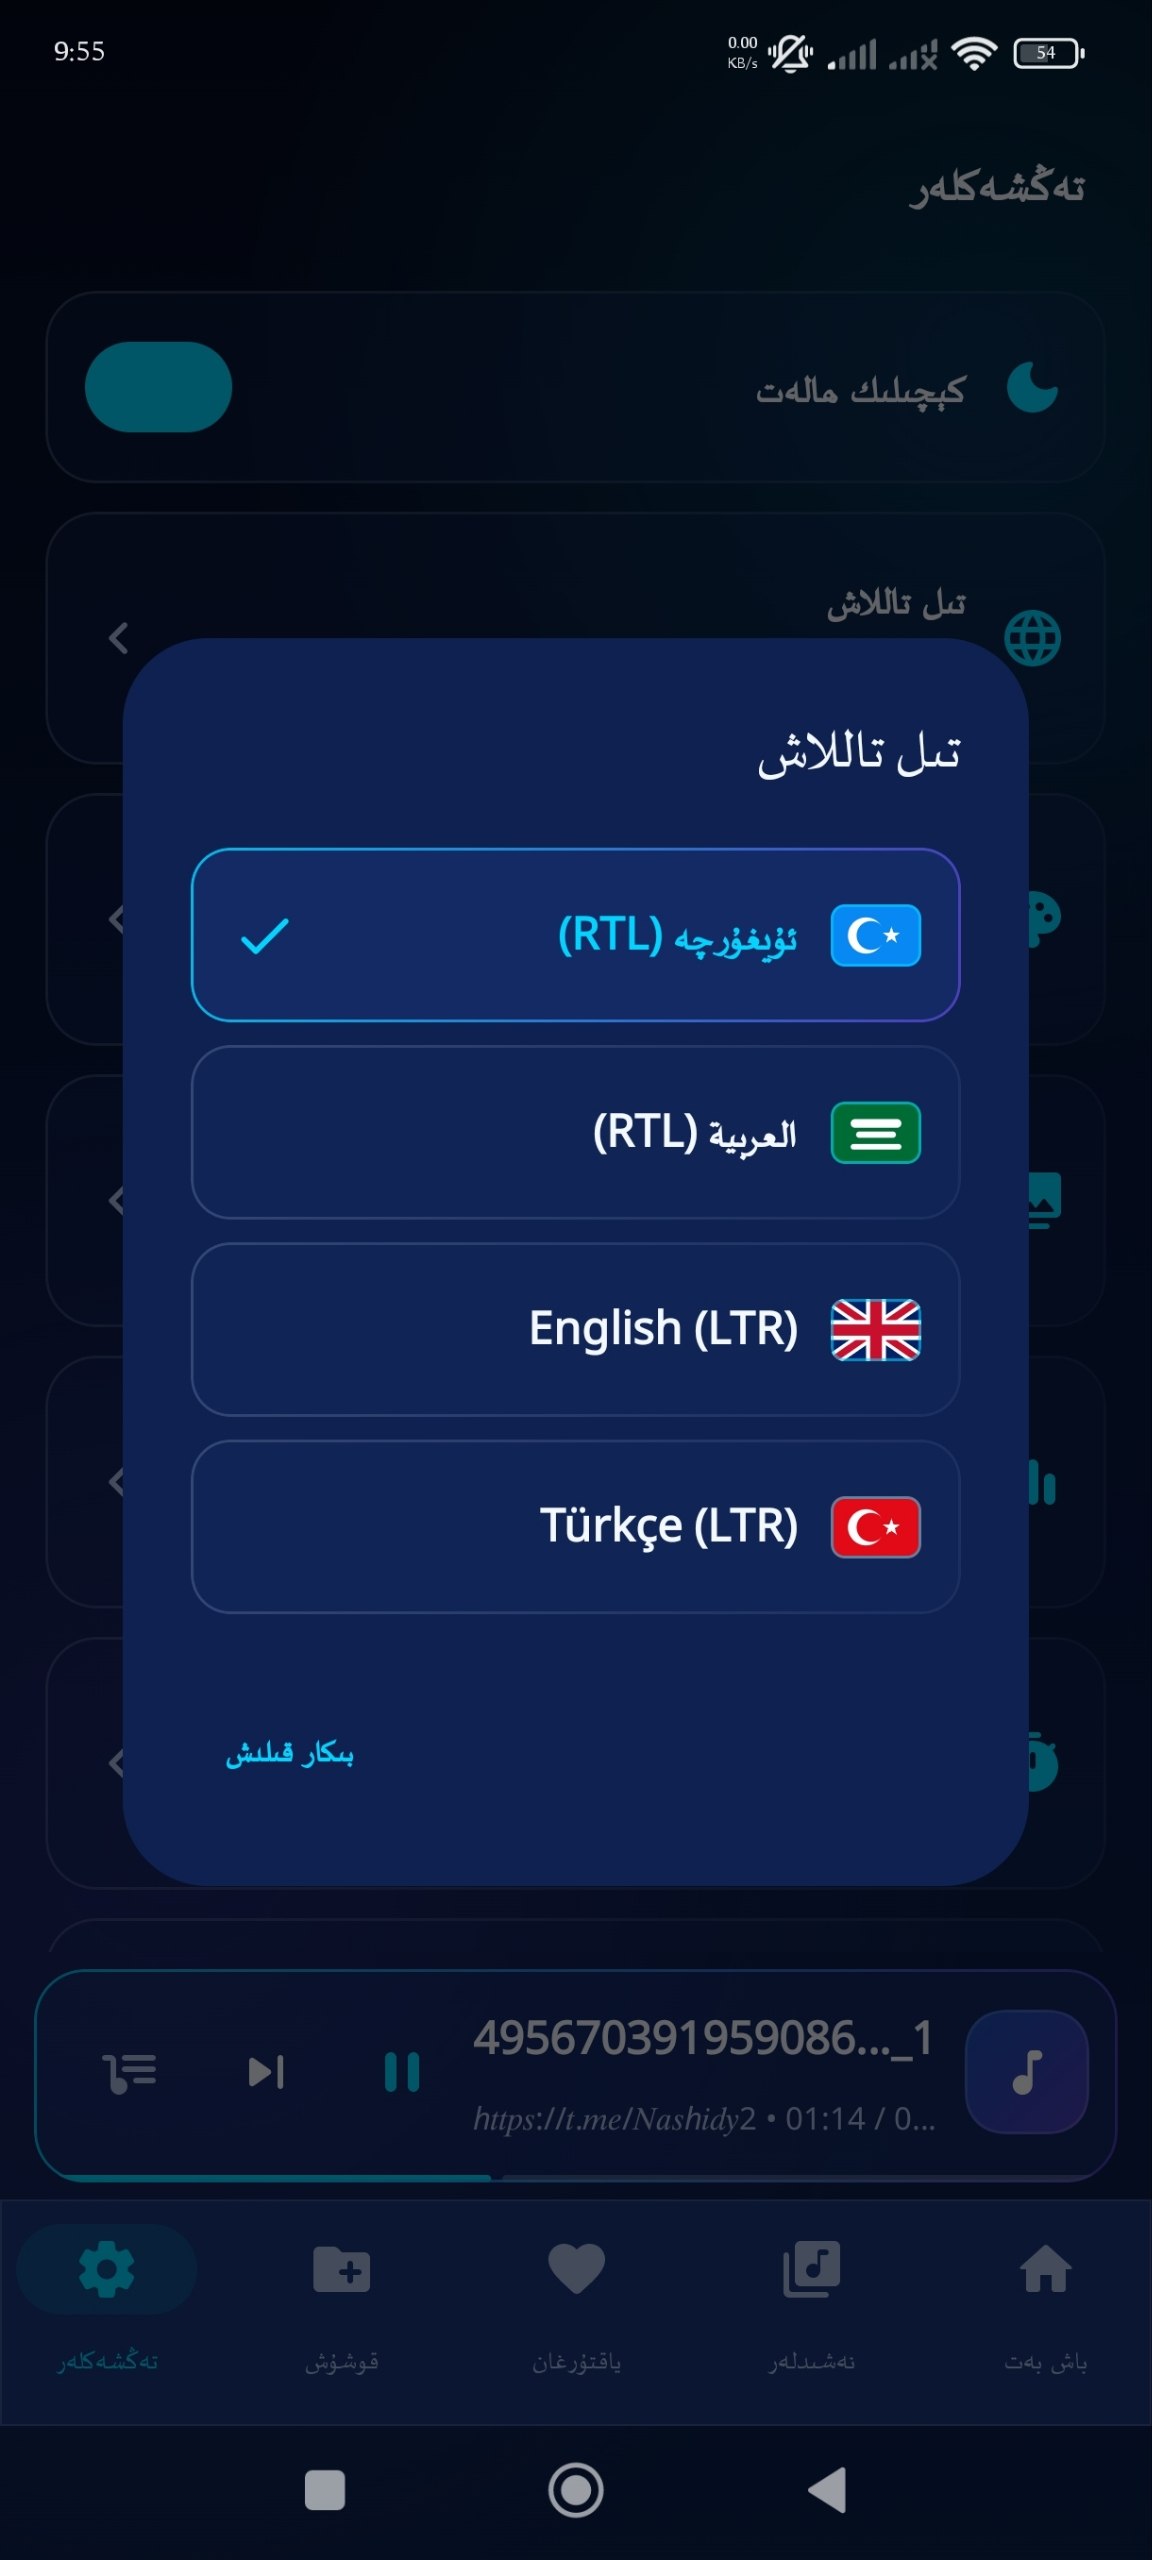 9:55
0.00
KB/s
54
تەڭشەكلەر
كېچىلىك ھالەت
تىل تاللاش
تىل تاللاش
ئۇيغۇرچە (RTL)
العربية (RTL)
English (LTR)
Türkçe (LTR)
بىكار قىلىش
495670391959086..._1
https://t.me/Nashidy2 • 01:14 / 0...
باش بەت
نەشىدلەر
ياقتۇرغان
قوشۇش
تەڭشەكلەر